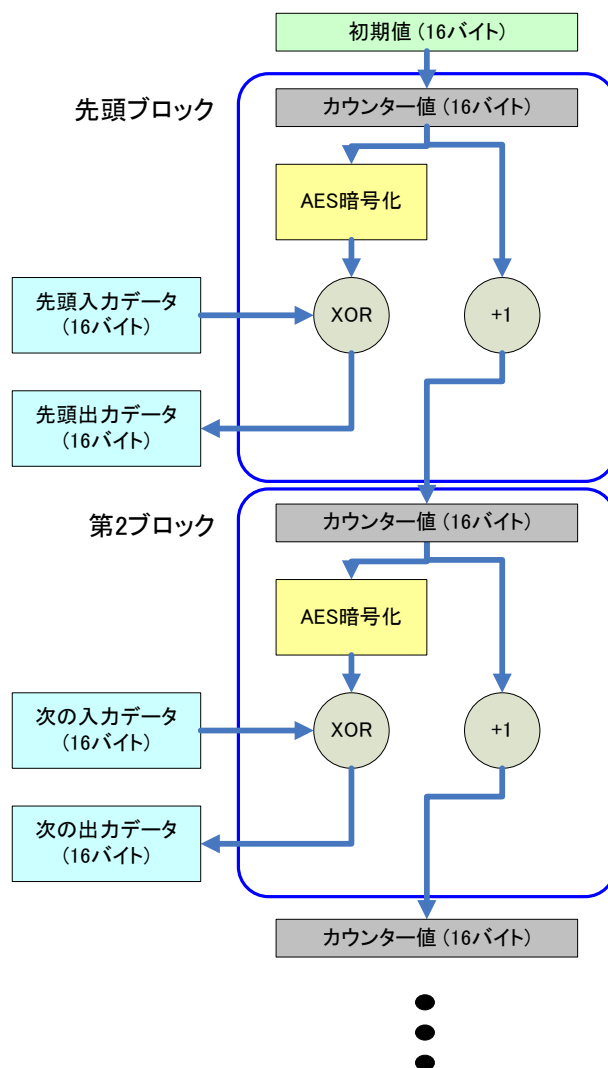 初期値 (16バイト)
先頭ブロック
カウンター値 (16バイト)
AES暗号化
先頭入力データ
(16バイト)
XOR
+1
先頭出力データ
(16バイト)
第2ブロック
カウンター値 (16バイト)
AES暗号化
次の入力データ
(16バイト)
XOR
+1
次の出力データ
(16バイト)
カウンター値 (16バイト)